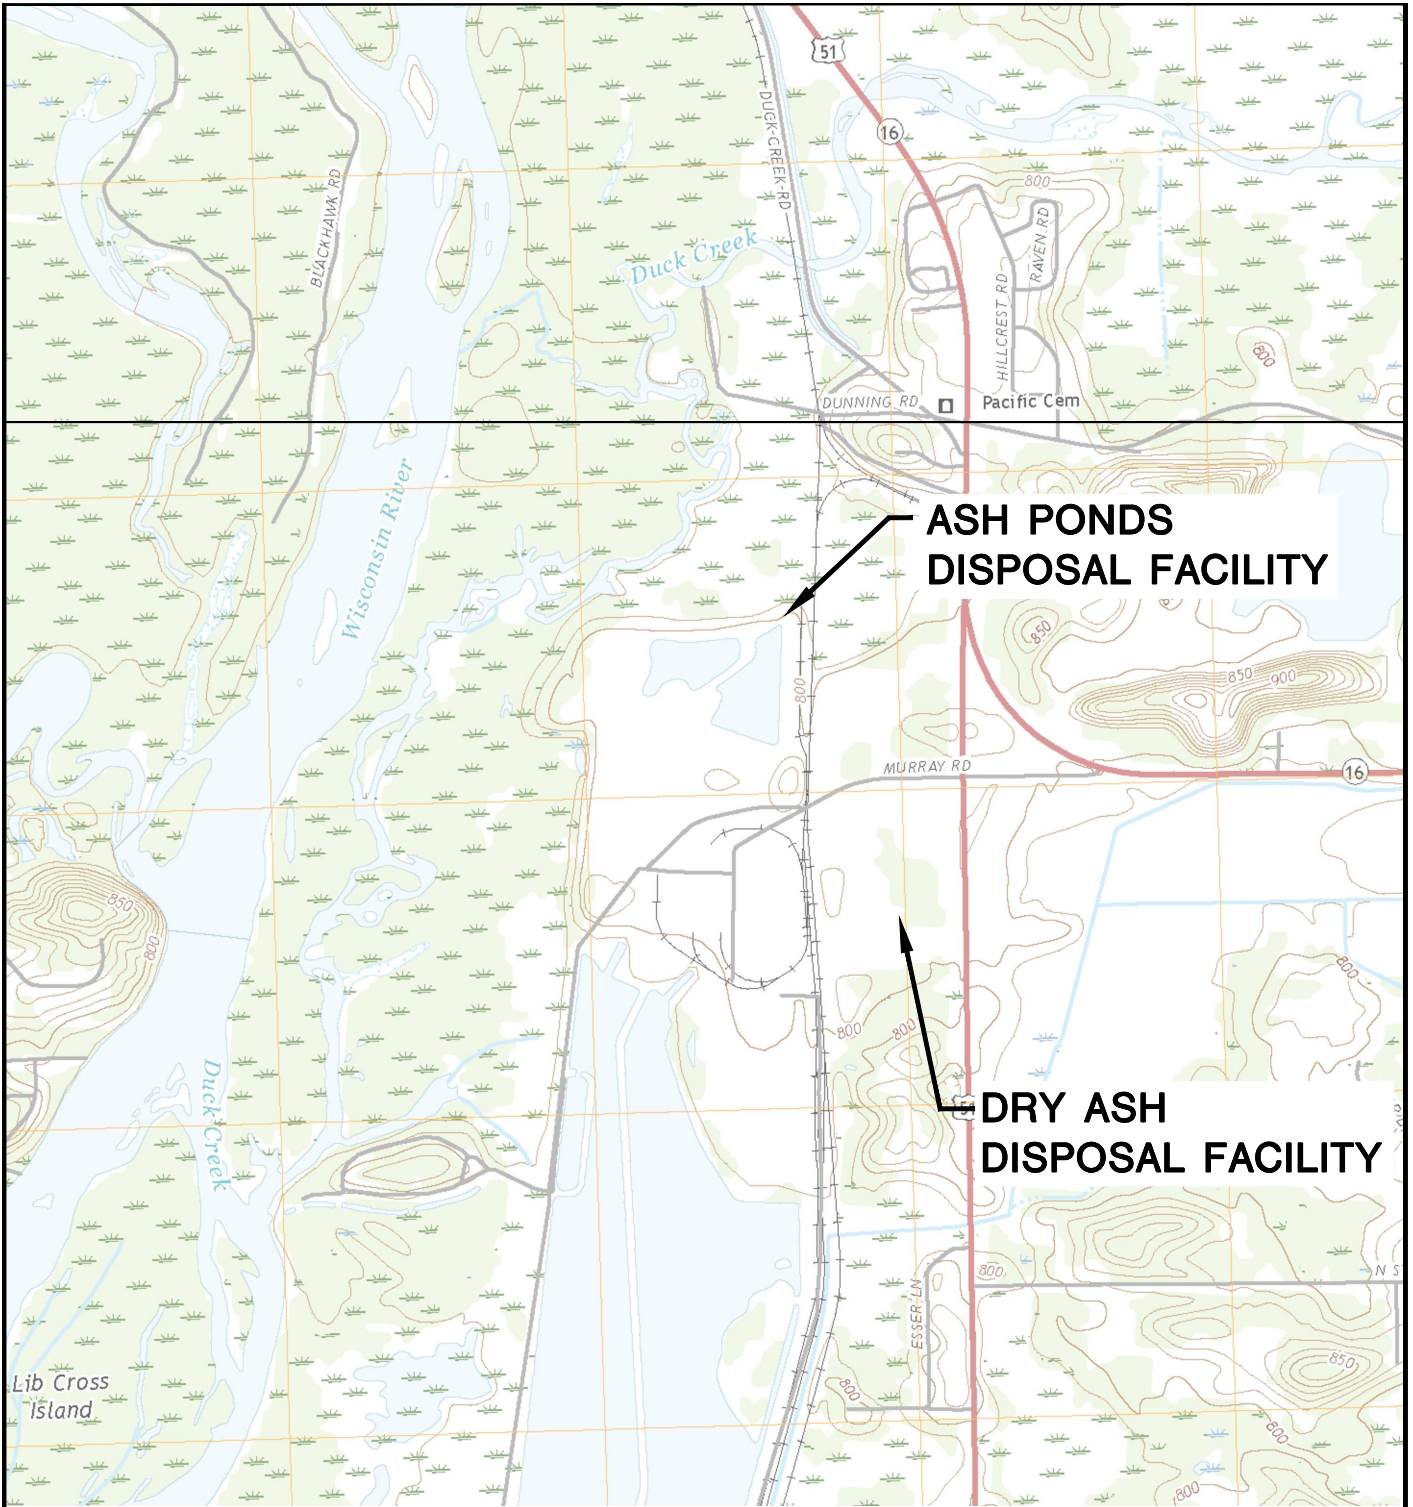 51
16
DUCK-CREEK-RD
800
BLACKHAWK RD
RAVEN RD
Duck Creek
HILLCREST RD
800
DUNNING RD
Pacific Cem
Wisconsin River
ASH PONDS
DISPOSAL FACILITY
850
850
900
800
MURRAY RD
16
850
800
800
800
800
Duck Creek
DRY ASH
DISPOSAL FACILITY
800
N S
ESSER LN
850
Lib Cross
Island
800
800
800